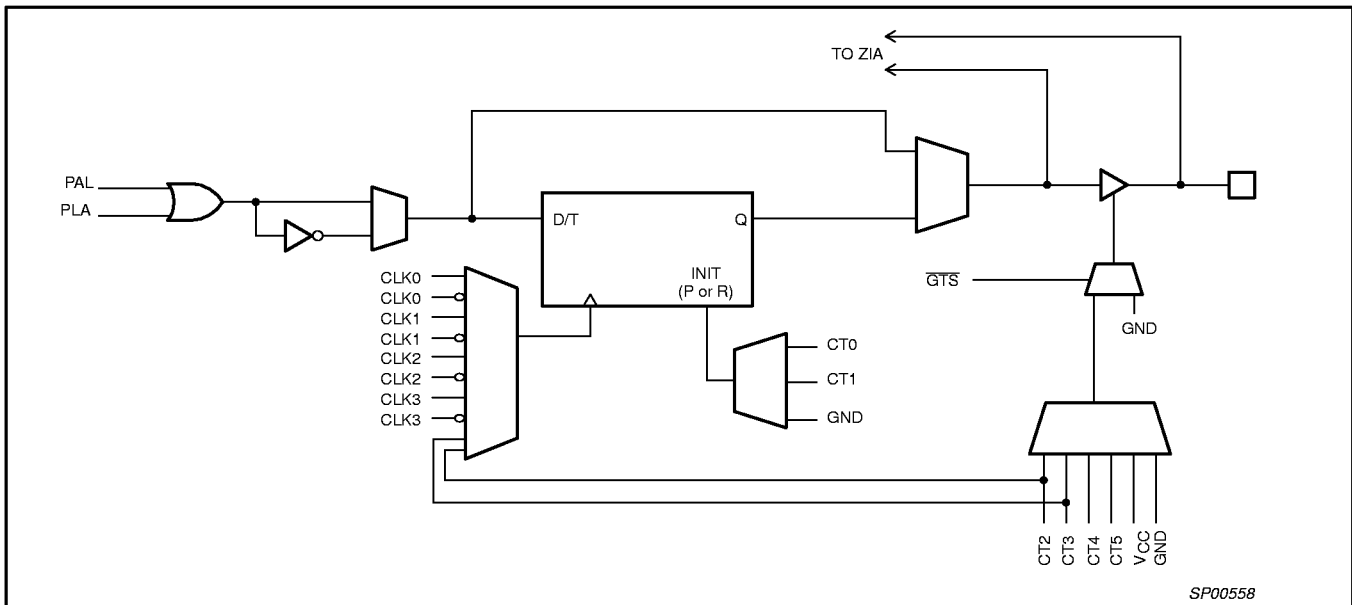 TO ZIA
PAL
PLA
D/T
Q
INIT
(P or R)
CLK0
CLK0
CLK1
CLK1
CLK2
CLK2
CLK3
CLK3
CT0
CT1
GND
GTS
GND
CT2
CT3
CT4
CT5
VCC
GND
SP00558